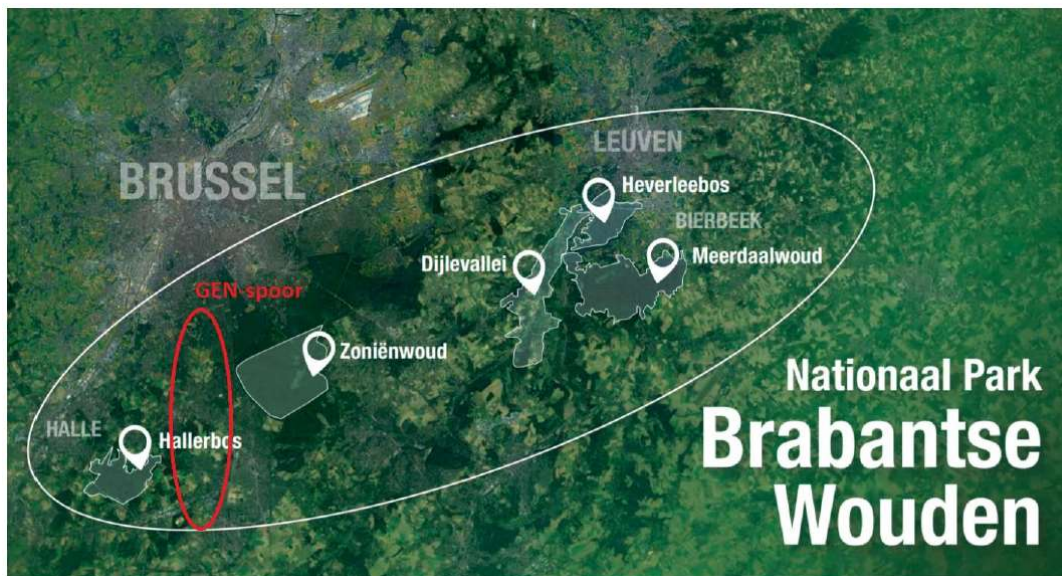 LEUVEN
BRUSSEL
Heverleebos
BIERBEEK
Dijlevallei
Meerdaalwoud
GEN-spoor
Zoniënwoud
Nationaal Park
Brabantse
Wouden
HALLE
Hallerbos